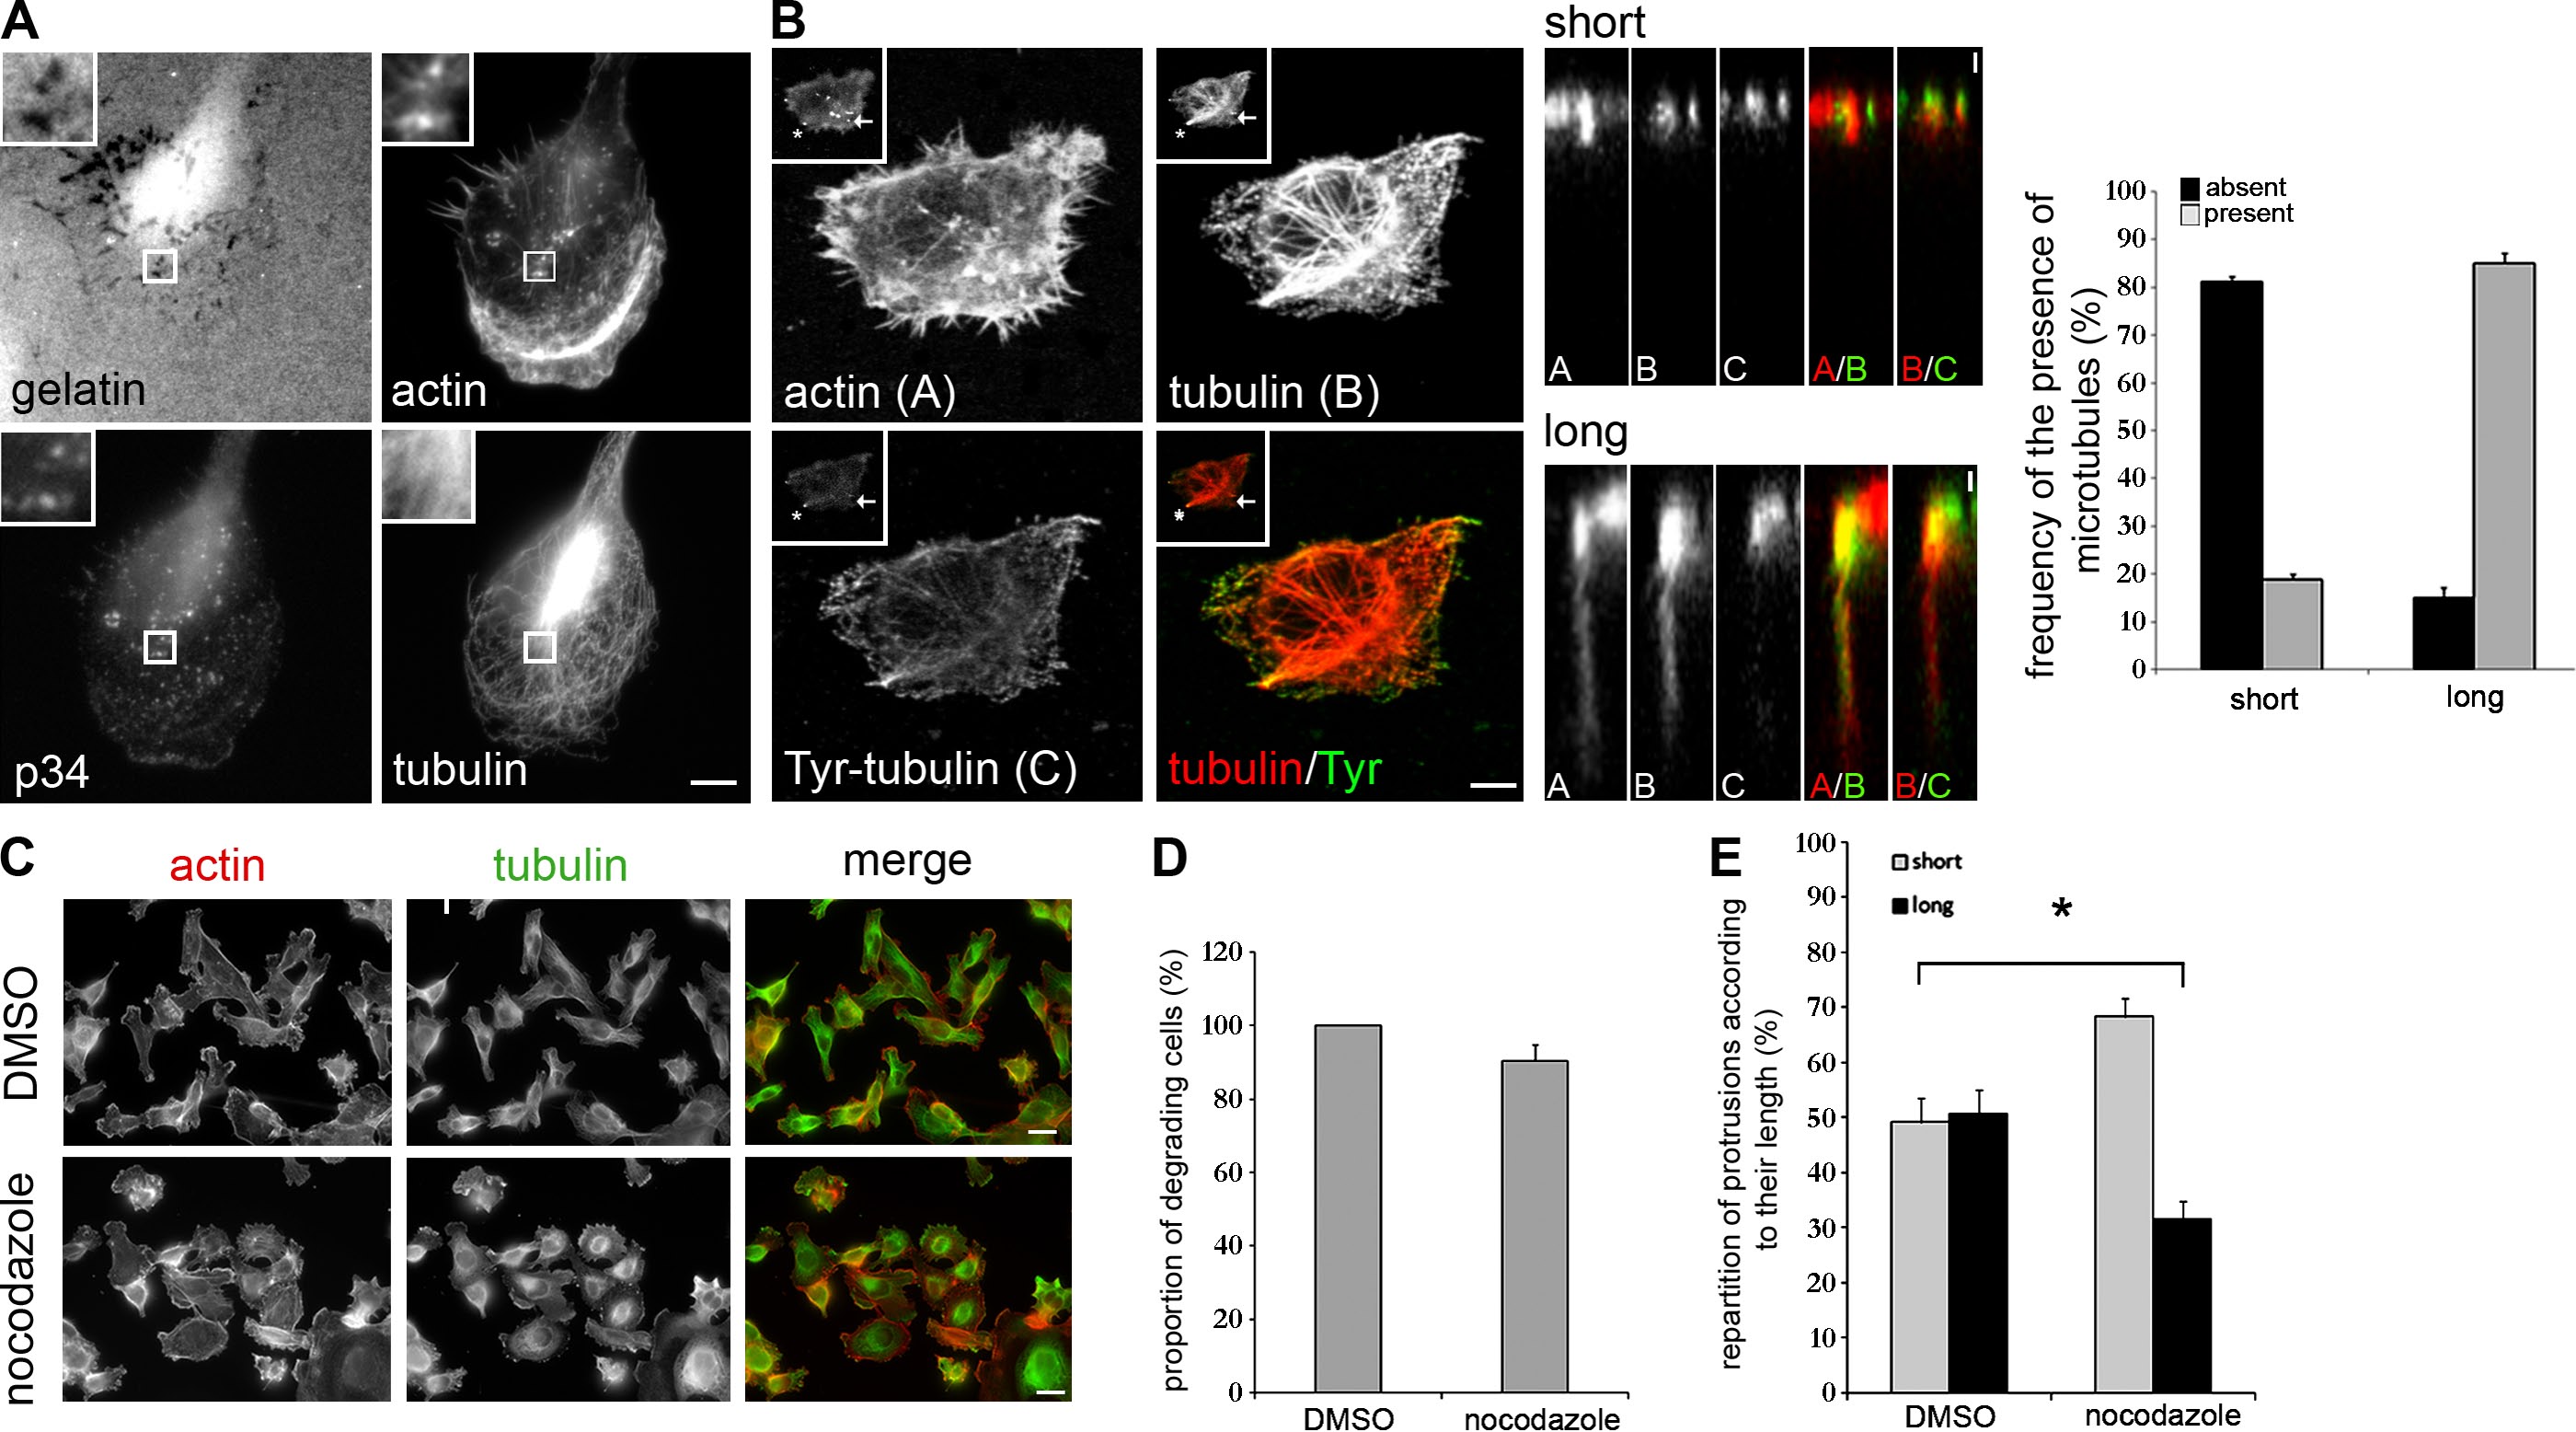 A
gelatin
actin
p34
tubulin
B
actin (A)
tubulin (B)
Tyr-tubulin (C)
tubulin/Tyr
*
*
*
*
short
A
B
C
A/B
B/C
long
A
B
C
A/B
B/C
frequency of the presence of
microtubules (%)
absent
present
100
90
80
70
60
50
40
30
20
10
0
short
long
C
actin
tubulin
merge
DMSO
nocodazole
D
proportion of degrading cells (%)
120
100
80
60
40
20
0
DMSO
nocodazole
E
repartition of protrusions according
to their length (%)
short
long
*
100
90
80
70
60
50
40
30
20
10
0
DMSO
nocodazole